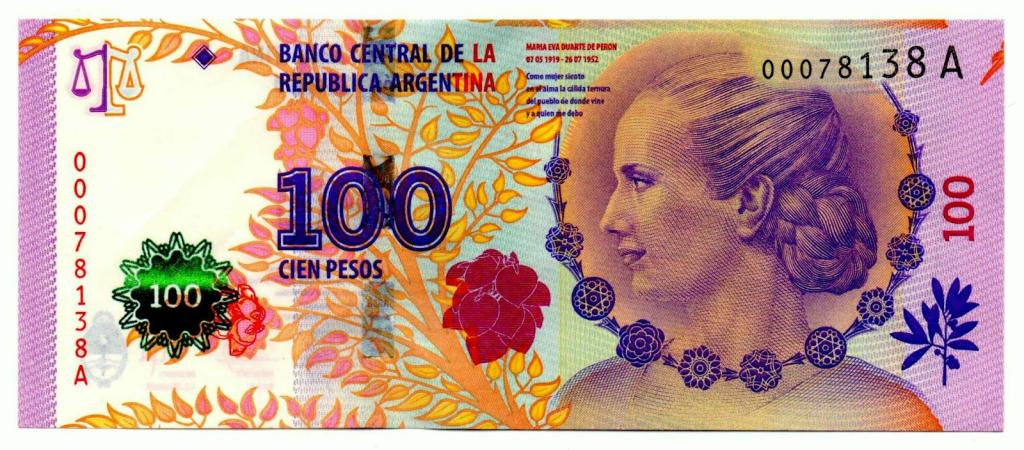 BANCO CENTRAL DE LA
REPUBLICA ARGENTINA
MARIA EVA DUARTE DE PERON
07 05 1919 - 26 07 1952
Como mujer siento
en el alma la cálida ternura
del pueblo de donde vine
y a quien me debo
00078138 A
100
CIEN PESOS
00078138 A
100
100